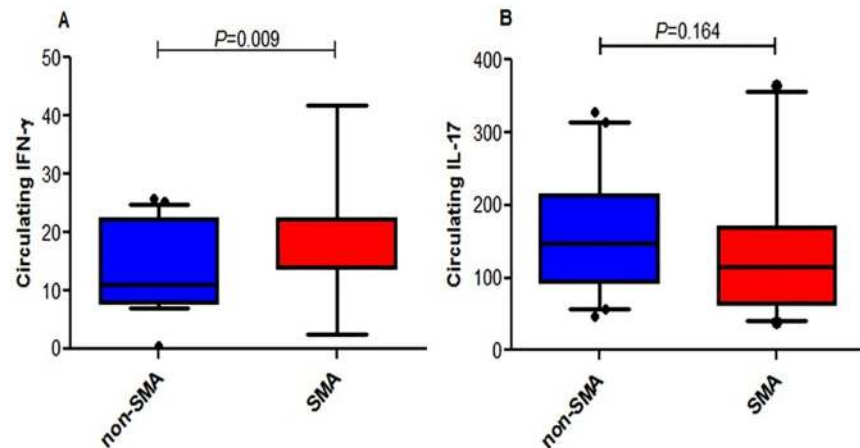 A
P=0.009
Circulating IFN-γ
50
40
30
20
10
0
non-SMA
SMA
B
P=0.164
Circulating IL-17
400
300
200
100
0
non-SMA
SMA